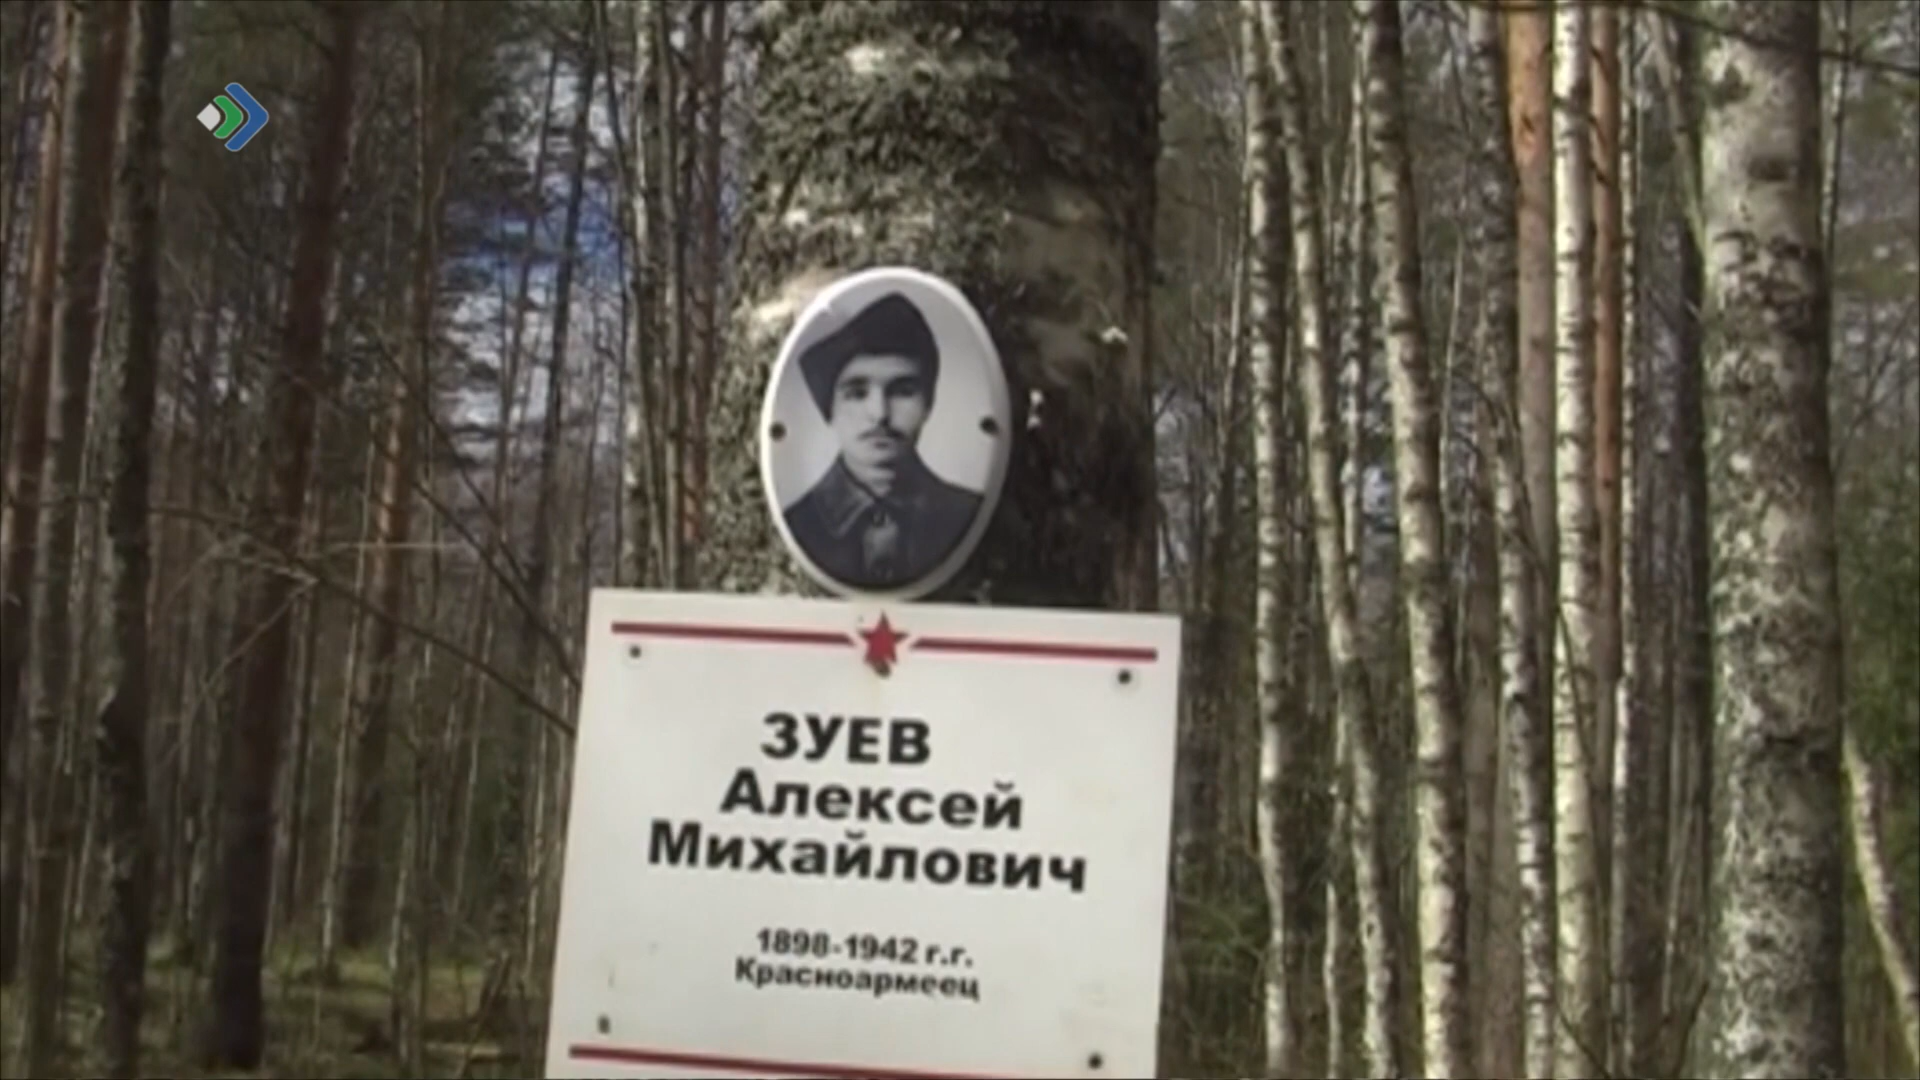 ЗУЕВ
Алексей
Михайлович
1898-1942 г.г.
Красноармеец